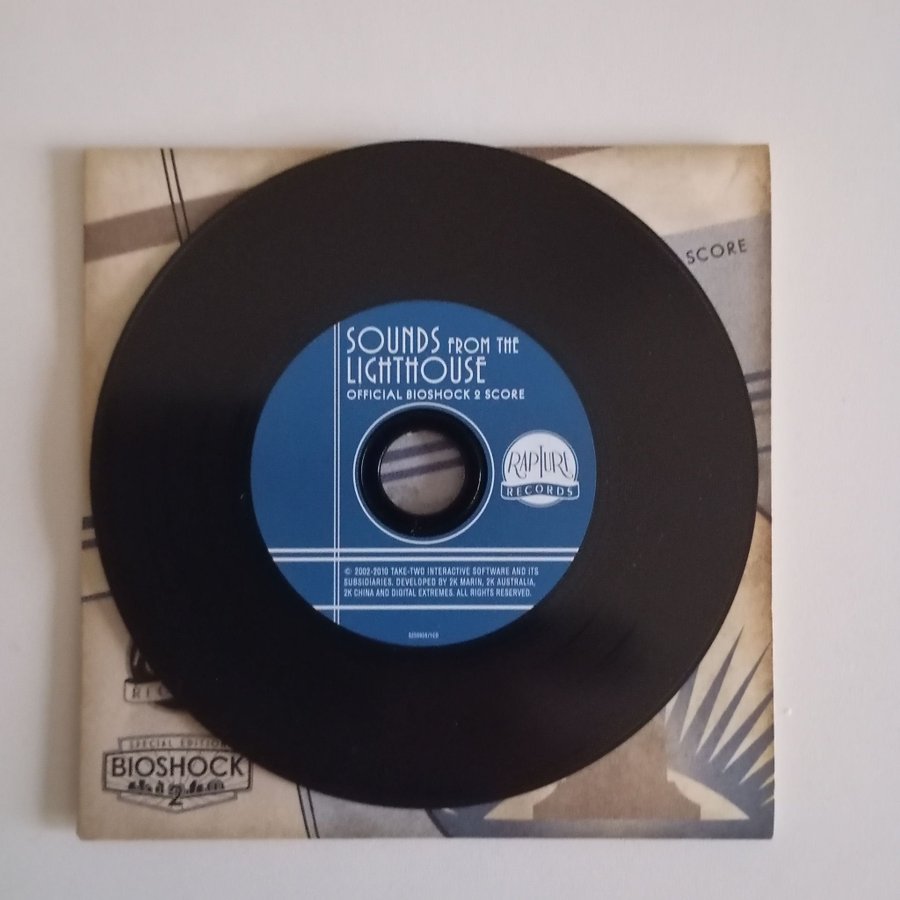 SCORE
SOUNDS FROM THE
LIGHTHOUSE
OFFICIAL BIOSHOCK 2 SCORE
RAPTURE
RECORDS
© 2002-2010 TAKE-TWO INTERACTIVE SOFTWARE AND ITS
SUBSIDIARIES. DEVELOPED BY 2K MARIN, 2K AUSTRALIA,
2K CHINA AND DIGITAL EXTREMES. ALL RIGHTS RESERVED.
REC
SPECIAL EDITION
BIOSHOCK
2